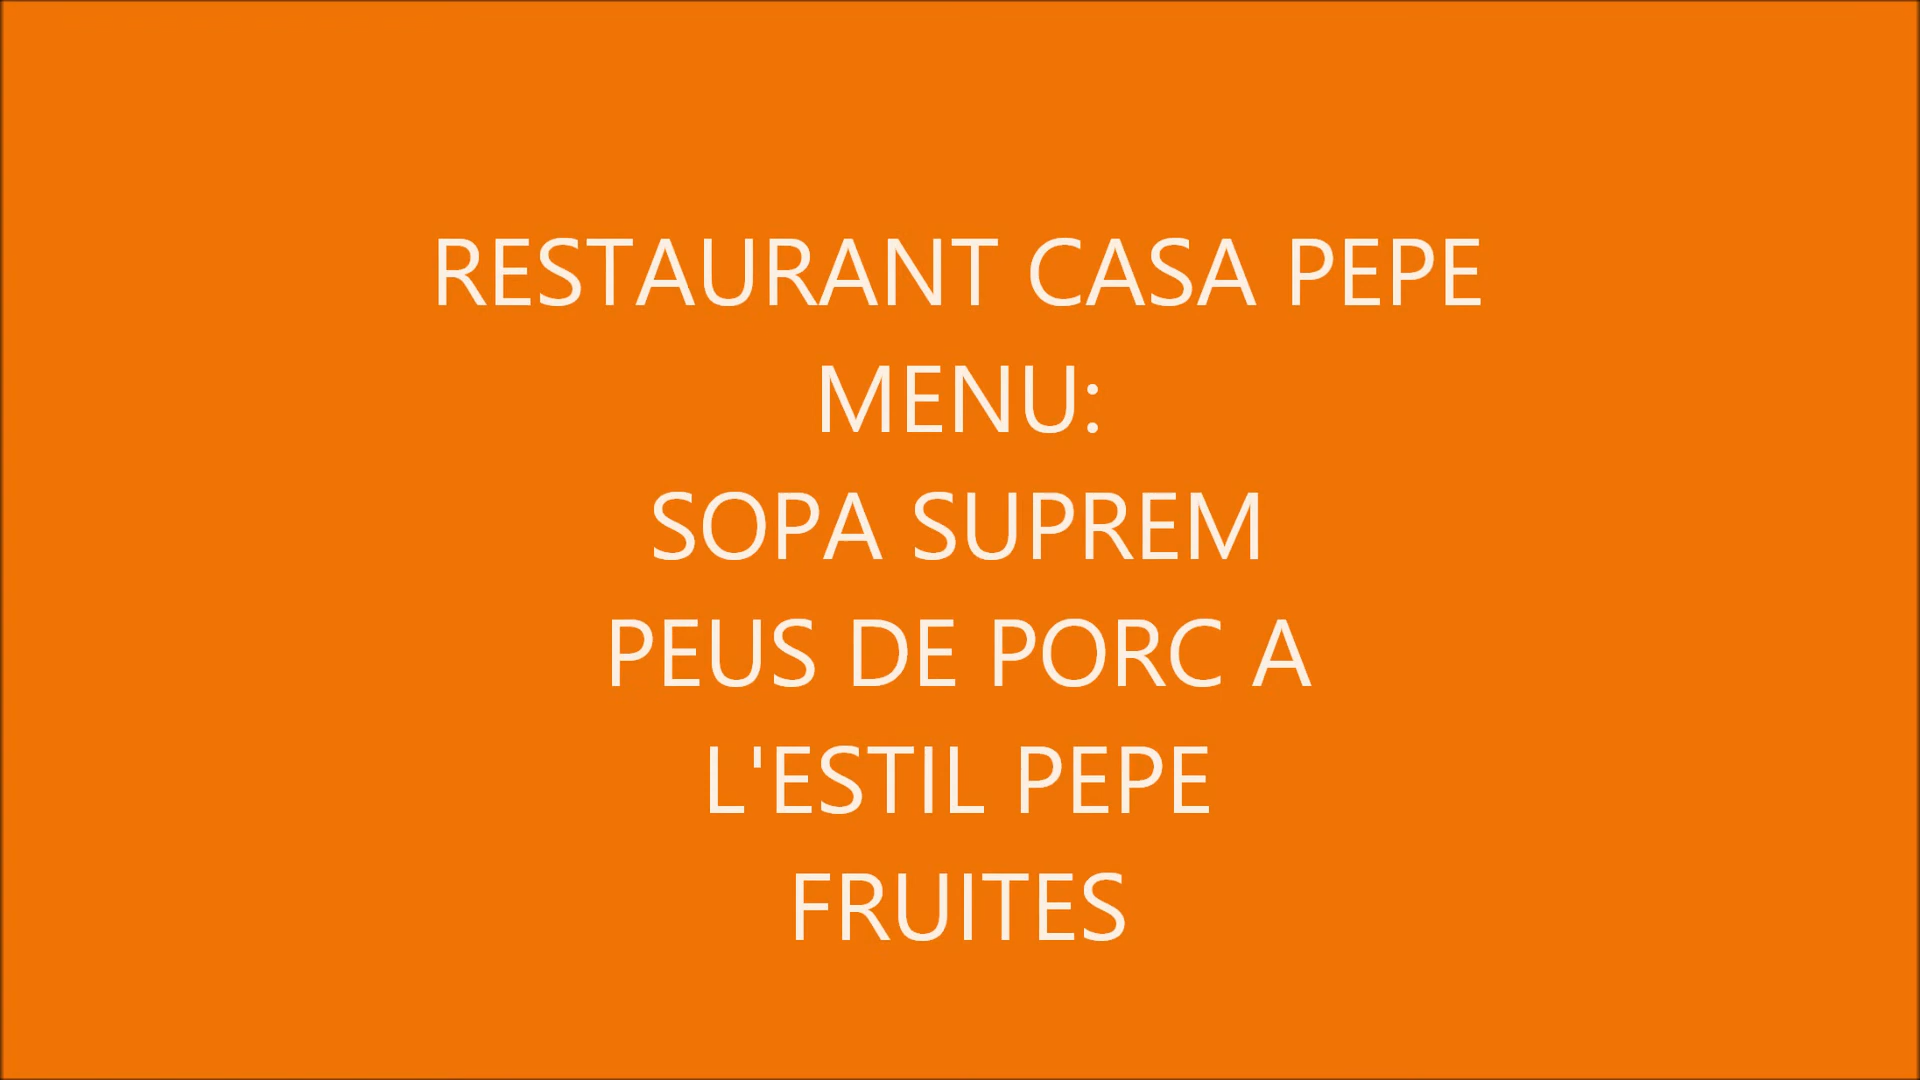 RESTAURANT CASA PEPE
MENU:
SOPA SUPREM
PEUS DE PORC A
L'ESTIL PEPE
FRUITES